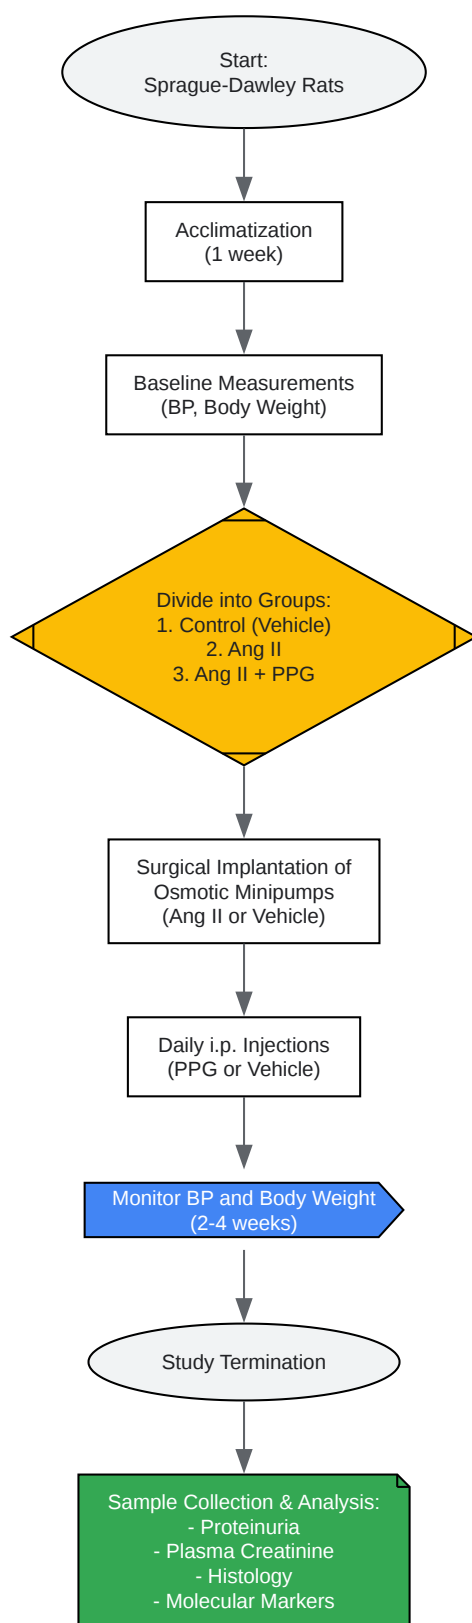 Start:
Sprague-Dawley Rats
Acclimatization
(1 week)
Baseline Measurements
(BP, Body Weight)
Divide into Groups:
1. Control (Vehicle)
2. Ang II
3. Ang II + PPG
Surgical Implantation of
Osmotic Minipumps
(Ang II or Vehicle)
Daily i.p. Injections
(PPG or Vehicle)
Monitor BP and Body Weight
(2-4 weeks)
Study Termination
Sample Collection & Analysis:
- Proteinuria
- Plasma Creatinine
- Histology
- Molecular Markers